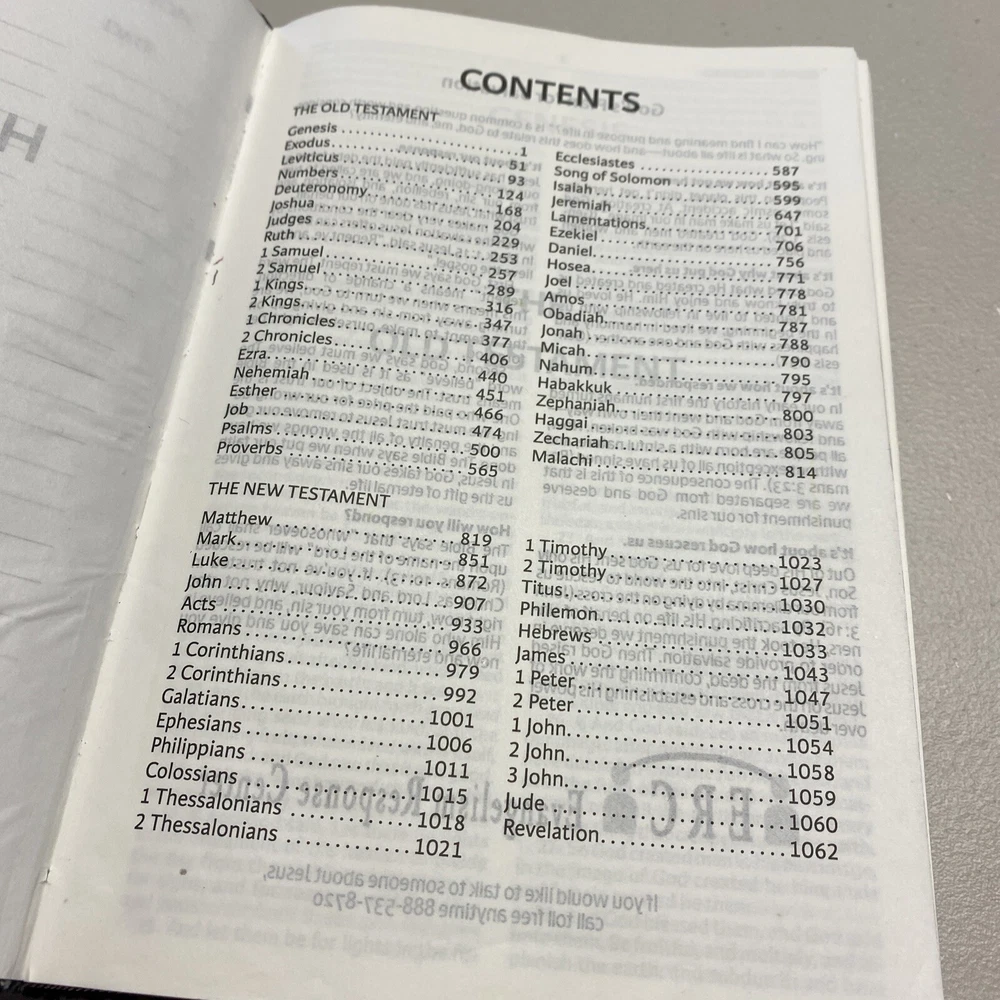 CONTENTS
THE OLD TESTAMENT
Genesis ........................ 1
Exodus ........................ 51
Leviticus ........................ 93
Numbers ........................ 124
Deuteronomy ........................ 168
Joshua ........................ 204
Judges ........................ 229
Ruth ........................ 253
1 Samuel ........................ 257
2 Samuel ........................ 289
1 Kings ........................ 316
2 Kings ........................ 347
1 Chronicles ........................ 377
2 Chronicles ........................ 406
Ezra ........................ 440
Nehemiah ........................ 451
Esther ........................ 466
Job ........................ 474
Psalms ........................ 500
Proverbs ........................ 565
Ecclesiastes ........................ 587
Song of Solomon ........................ 595
Isaiah ........................ 599
Jeremiah ........................ 647
Lamentations ........................ 701
Ezekiel ........................ 706
Daniel ........................ 756
Hosea ........................ 771
Joel ........................ 778
Amos ........................ 781
Obadiah ........................ 787
Jonah ........................ 788
Micah ........................ 790
Nahum ........................ 795
Habakkuk ........................ 797
Zephaniah ........................ 800
Haggai ........................ 803
Zechariah ........................ 805
Malachi ........................ 814
THE NEW TESTAMENT
Matthew ........................ 819
Mark ........................ 851
Luke ........................ 872
John ........................ 907
Acts ........................ 933
Romans ........................ 966
1 Corinthians ........................ 979
2 Corinthians ........................ 992
Galatians ........................ 1001
Ephesians ........................ 1006
Philippians ........................ 1011
Colossians ........................ 1015
1 Thessalonians ........................ 1018
2 Thessalonians ........................ 1021
1 Timothy ........................ 1023
2 Timothy ........................ 1027
Titus ........................ 1030
Philemon ........................ 1032
Hebrews ........................ 1033
James ........................ 1043
1 Peter ........................ 1047
2 Peter ........................ 1051
1 John ........................ 1054
2 John ........................ 1058
3 John ........................ 1059
Jude ........................ 1060
Revelation ........................ 1062